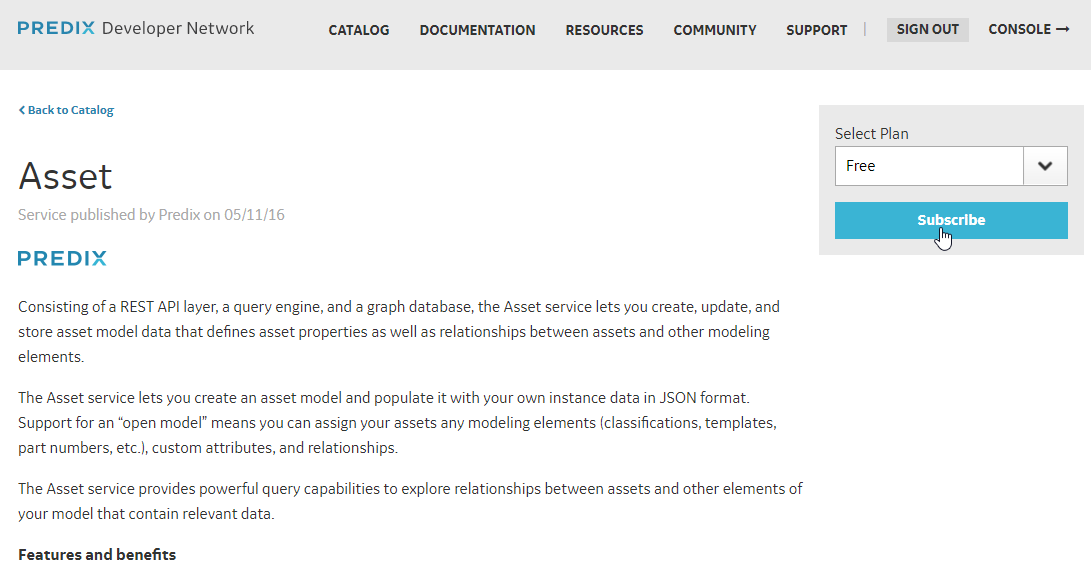 PREDIX Developer Network
CATALOG DOCUMENTATION RESOURCES COMMUNITY SUPPORT | SIGN OUT CONSOLE →
Back to Catalog
Asset
Service published by Predix on 05/11/16
PREDIX
Consisting of a REST API layer, a query engine, and a graph database, the Asset service lets you create, update, and
store asset model data that defines asset properties as well as relationships between assets and other modeling
elements.
The Asset service lets you create an asset model and populate it with your own instance data in JSON format.
Support for an “open model” means you can assign your assets any modeling elements (classifications, templates,
part numbers, etc.), custom attributes, and relationships.
The Asset service provides powerful query capabilities to explore relationships between assets and other elements of
your model that contain relevant data.
Features and benefits
Select Plan
Free
Subscribe